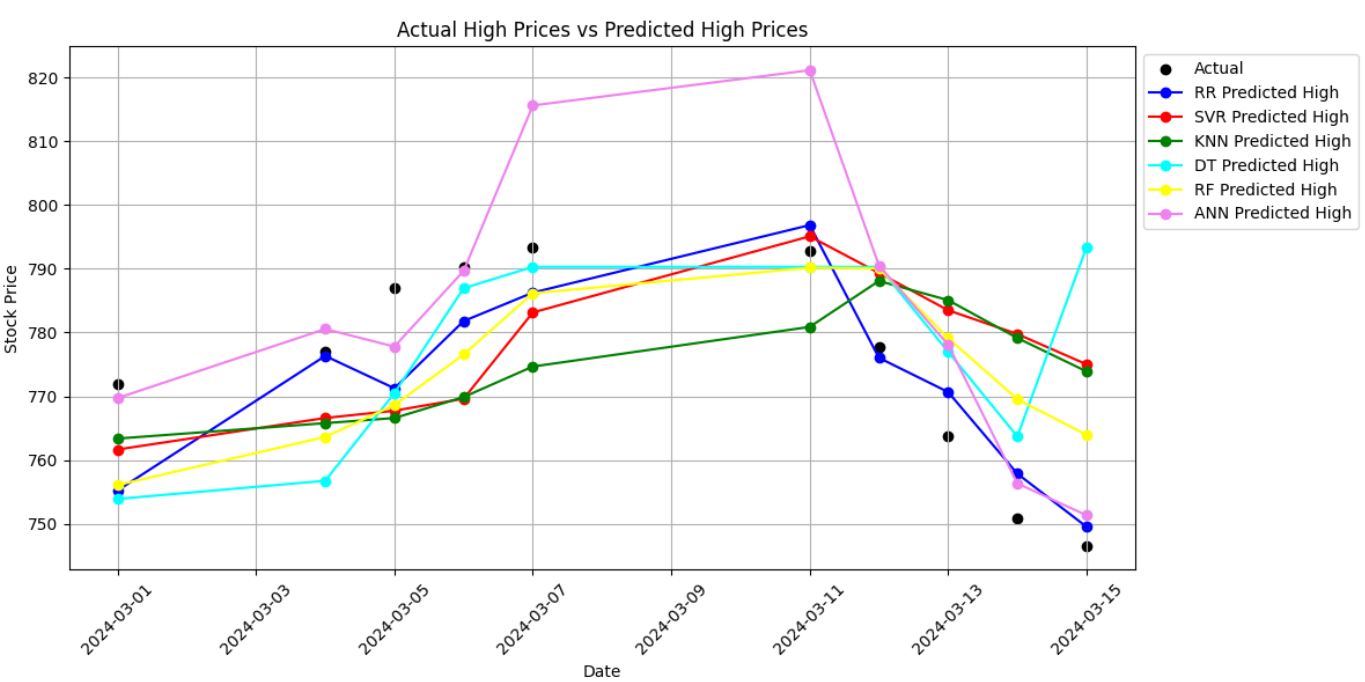 Actual High Prices vs Predicted High Prices
820
810
800
790
780
770
760
750
Stock Price
2024-03-01
2024-03-03
2024-03-05
2024-03-07
2024-03-09
2024-03-11
2024-03-13
2024-03-15
Date
Actual
RR Predicted High
SVR Predicted High
KNN Predicted High
DT Predicted High
RF Predicted High
ANN Predicted High